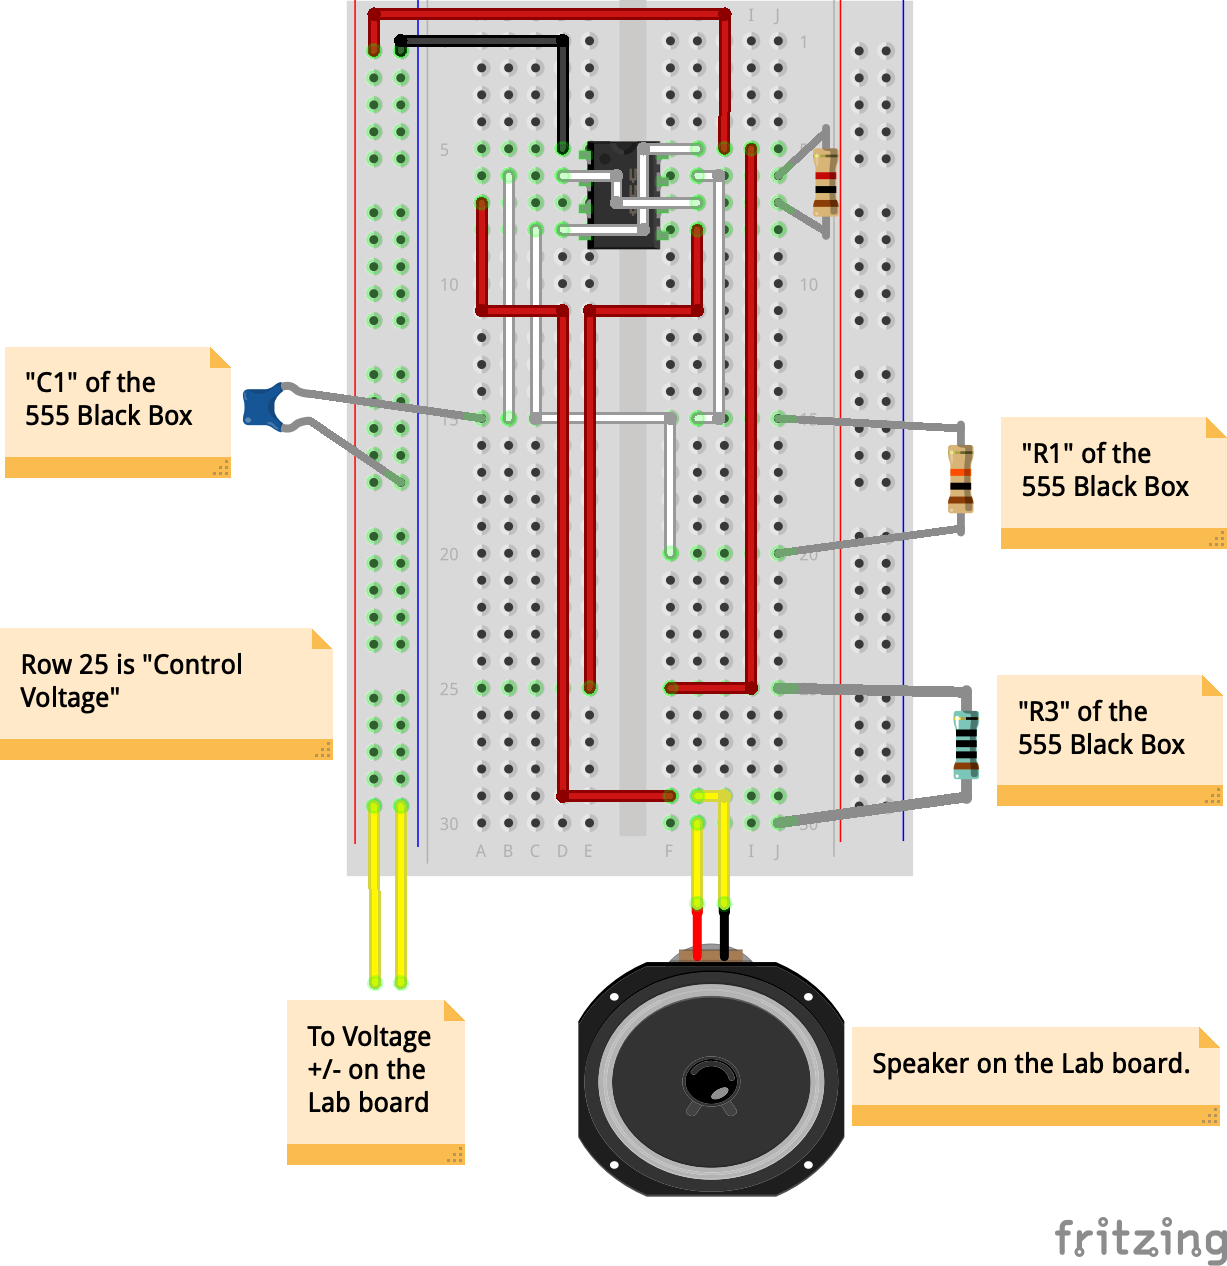 I J
1
5
10
10
"C1" of the
555 Black Box
15
15
"R1" of the
555 Black Box
20
20
Row 25 is "Control
Voltage"
25
"R3" of the
555 Black Box
30
30
A B C D E F I J
To Voltage
+/- on the
Lab board
Speaker on the Lab board.
fritzing